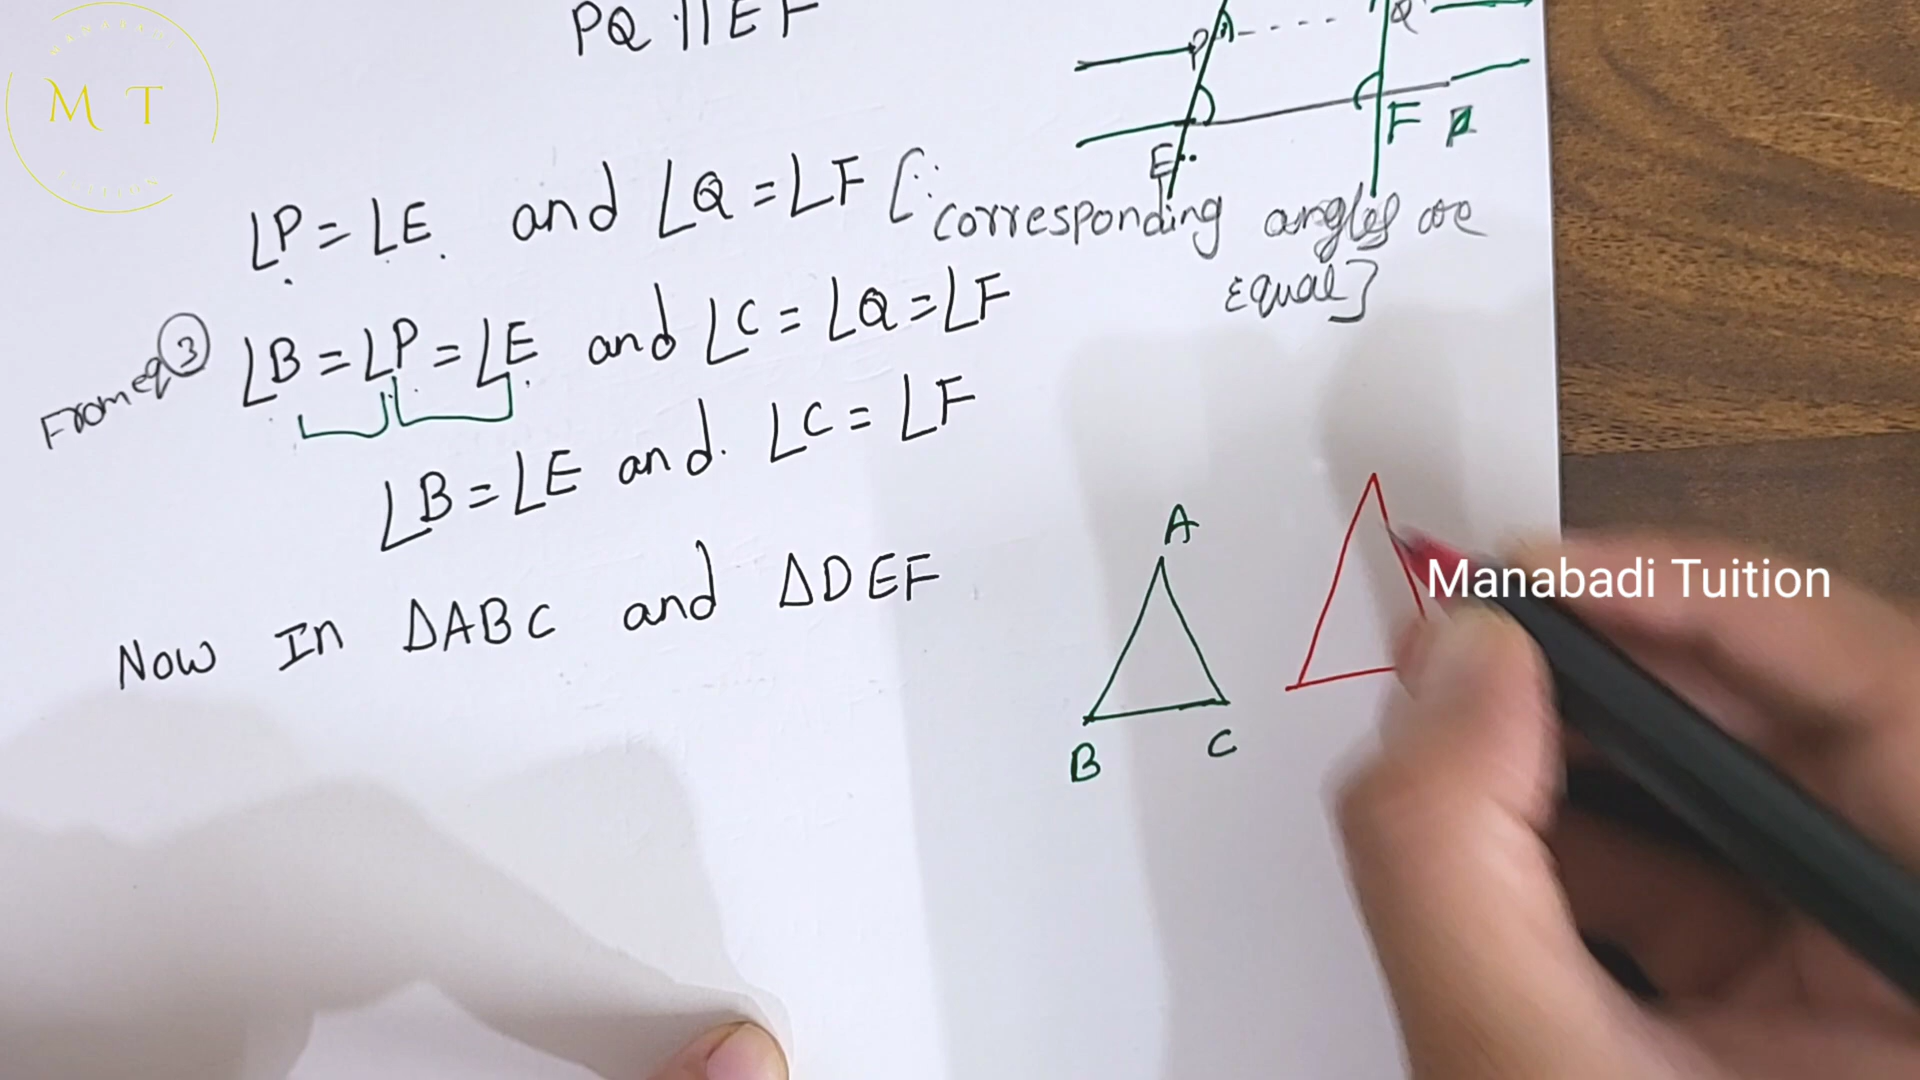 PQ || EF
P Q
E F
∠P = ∠E and ∠Q = ∠F [∵ corresponding angles are
Equal]
From eq ③ ∠B = ∠P = ∠E and ∠C = ∠Q = ∠F
∠B = ∠E and ∠C = ∠F
Now In ΔABC and ΔDEF
A
B C
Manabadi Tuition
M T